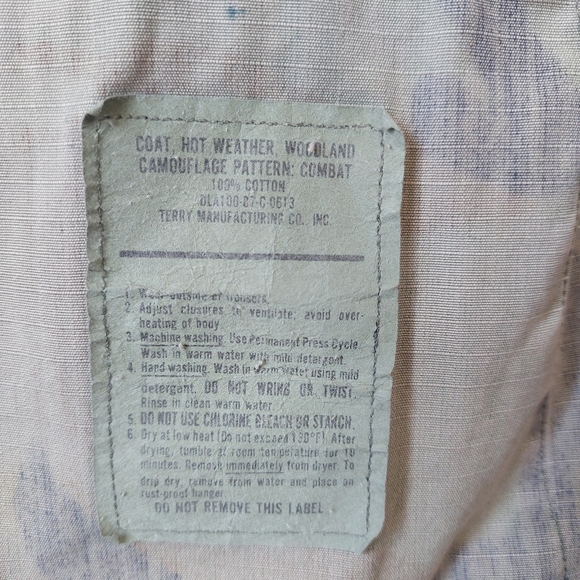 COAT, HOT WEATHER, WOODLAND
CAMOUFLAGE PATTERN: COMBAT
100% COTTON
DLA100-87-C-0613
TERRY MANUFACTURING CO., INC.
1. Wear outside of trousers.
2. Adjust closures to ventilate, avoid over-
heating of body.
3. Machine washing. Use Permanent Press Cycle.
Wash in warm water with mild detergent.
4. Hand washing. Wash in warm water using mild
detergent. DO NOT WRING OR TWIST.
Rinse in clean warm water.
5. DO NOT USE CHLORINE BLEACH OR STARCH.
6. Dry at low heat (Do not exceed 130°F). After
drying, tumble at room temperature for 10
minutes. Remove immediately from dryer. To
drip dry, remove from water and place on
rust-proof hanger.
DO NOT REMOVE THIS LABEL